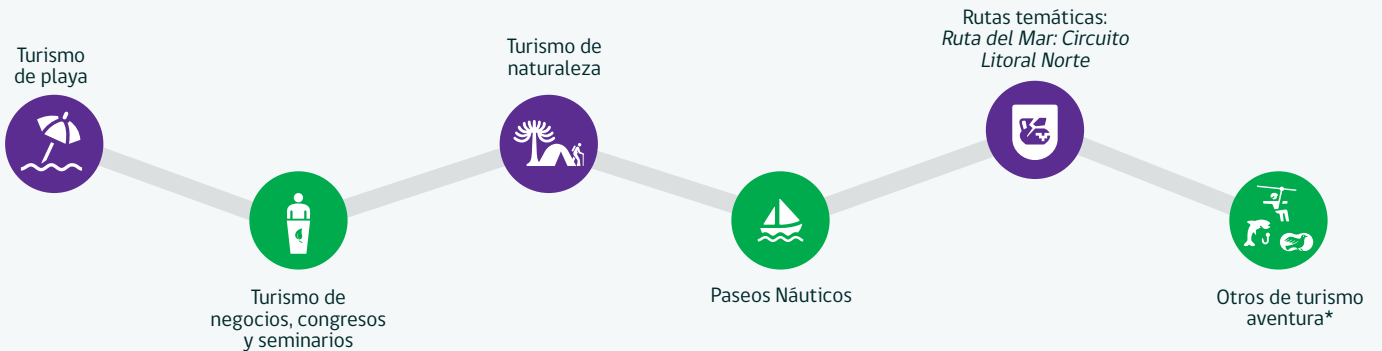 Turismo
de playa
Turismo de
negocios, congresos
y seminarios
Turismo de
naturaleza
Paseos Náuticos
Rutas temáticas:
Ruta del Mar: Circuito
Litoral Norte
Otros de turismo
aventura*